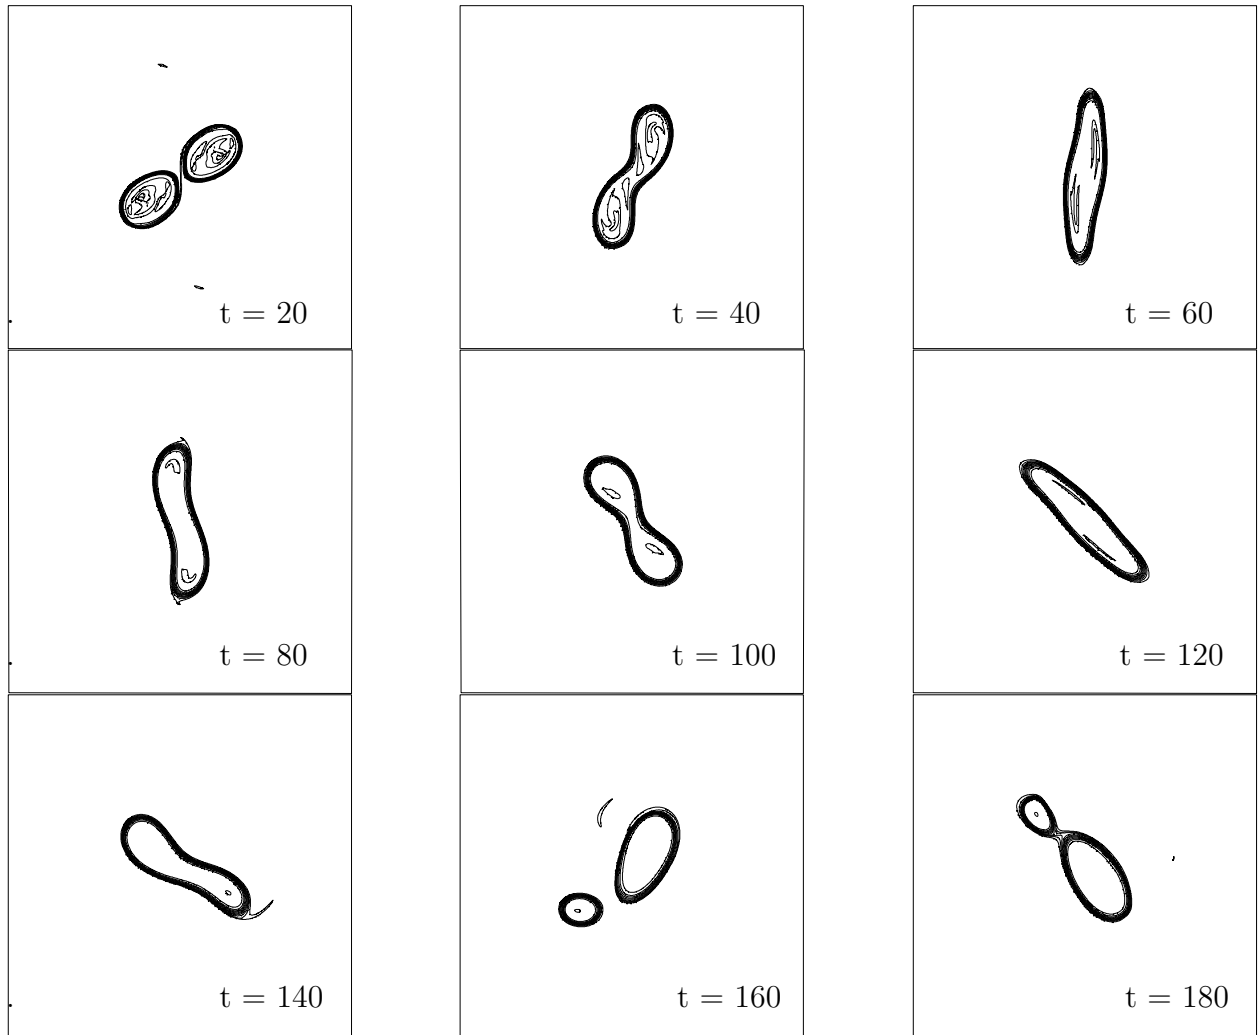 t = 20
t = 40
t = 60
t = 80
t = 100
t = 120
t = 140
t = 160
t = 180